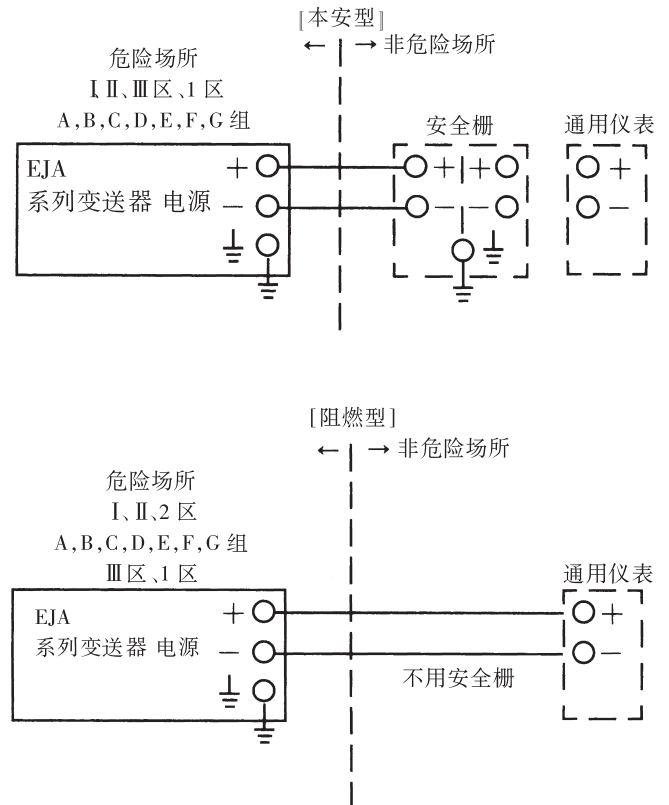 [本安型]
← → 非危险场所
危险场所
Ⅰ、Ⅱ、Ⅲ区、1区
A,B,C,D,E,F,G组
安全栅
通用仪表
EJA
系列变送器 电源
+
−
+ +
− −
+
−
[阻燃型]
← → 非危险场所
危险场所
Ⅰ、Ⅱ、2区
A,B,C,D,E,F,G组
Ⅲ区、1区
通用仪表
EJA
系列变送器 电源
+
−
+
−
不用安全栅